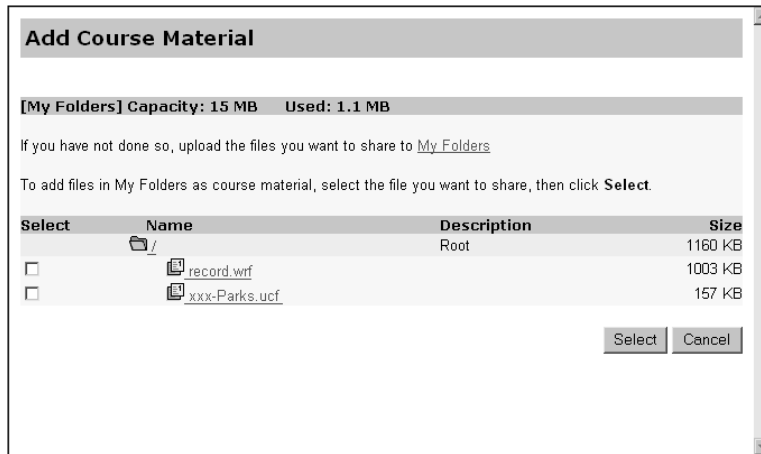 Add Course Material
[My Folders] Capacity: 15 MB Used: 1.1 MB
If you have not done so, upload the files you want to share to My Folders
To add files in My Folders as course material, select the file you want to share, then click Select.
Select Name Description Size
/ Root 1160 KB
record.wrf 1003 KB
xxx-Parks.ucf 157 KB
Select Cancel